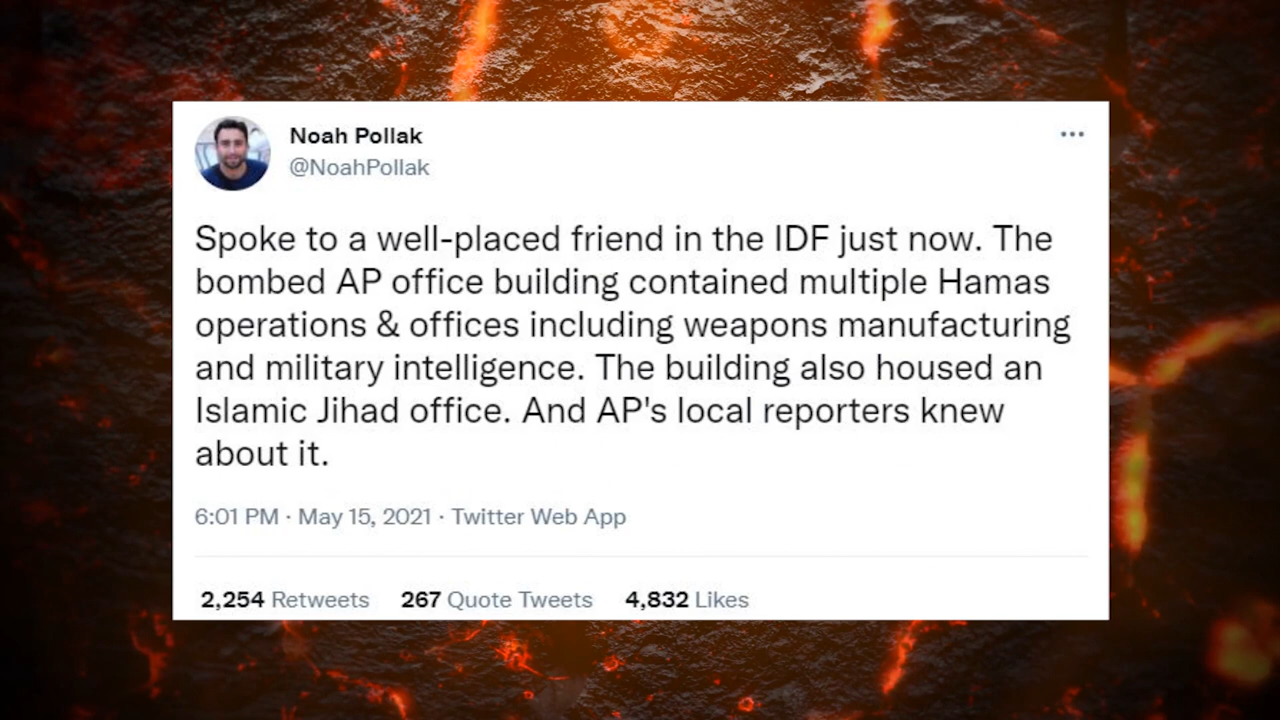 Noah Pollak
@NoahPollak
Spoke to a well-placed friend in the IDF just now. The
bombed AP office building contained multiple Hamas
operations & offices including weapons manufacturing
and military intelligence. The building also housed an
Islamic Jihad office. And AP's local reporters knew
about it.
6:01 PM · May 15, 2021 · Twitter Web App
2,254 Retweets 267 Quote Tweets 4,832 Likes